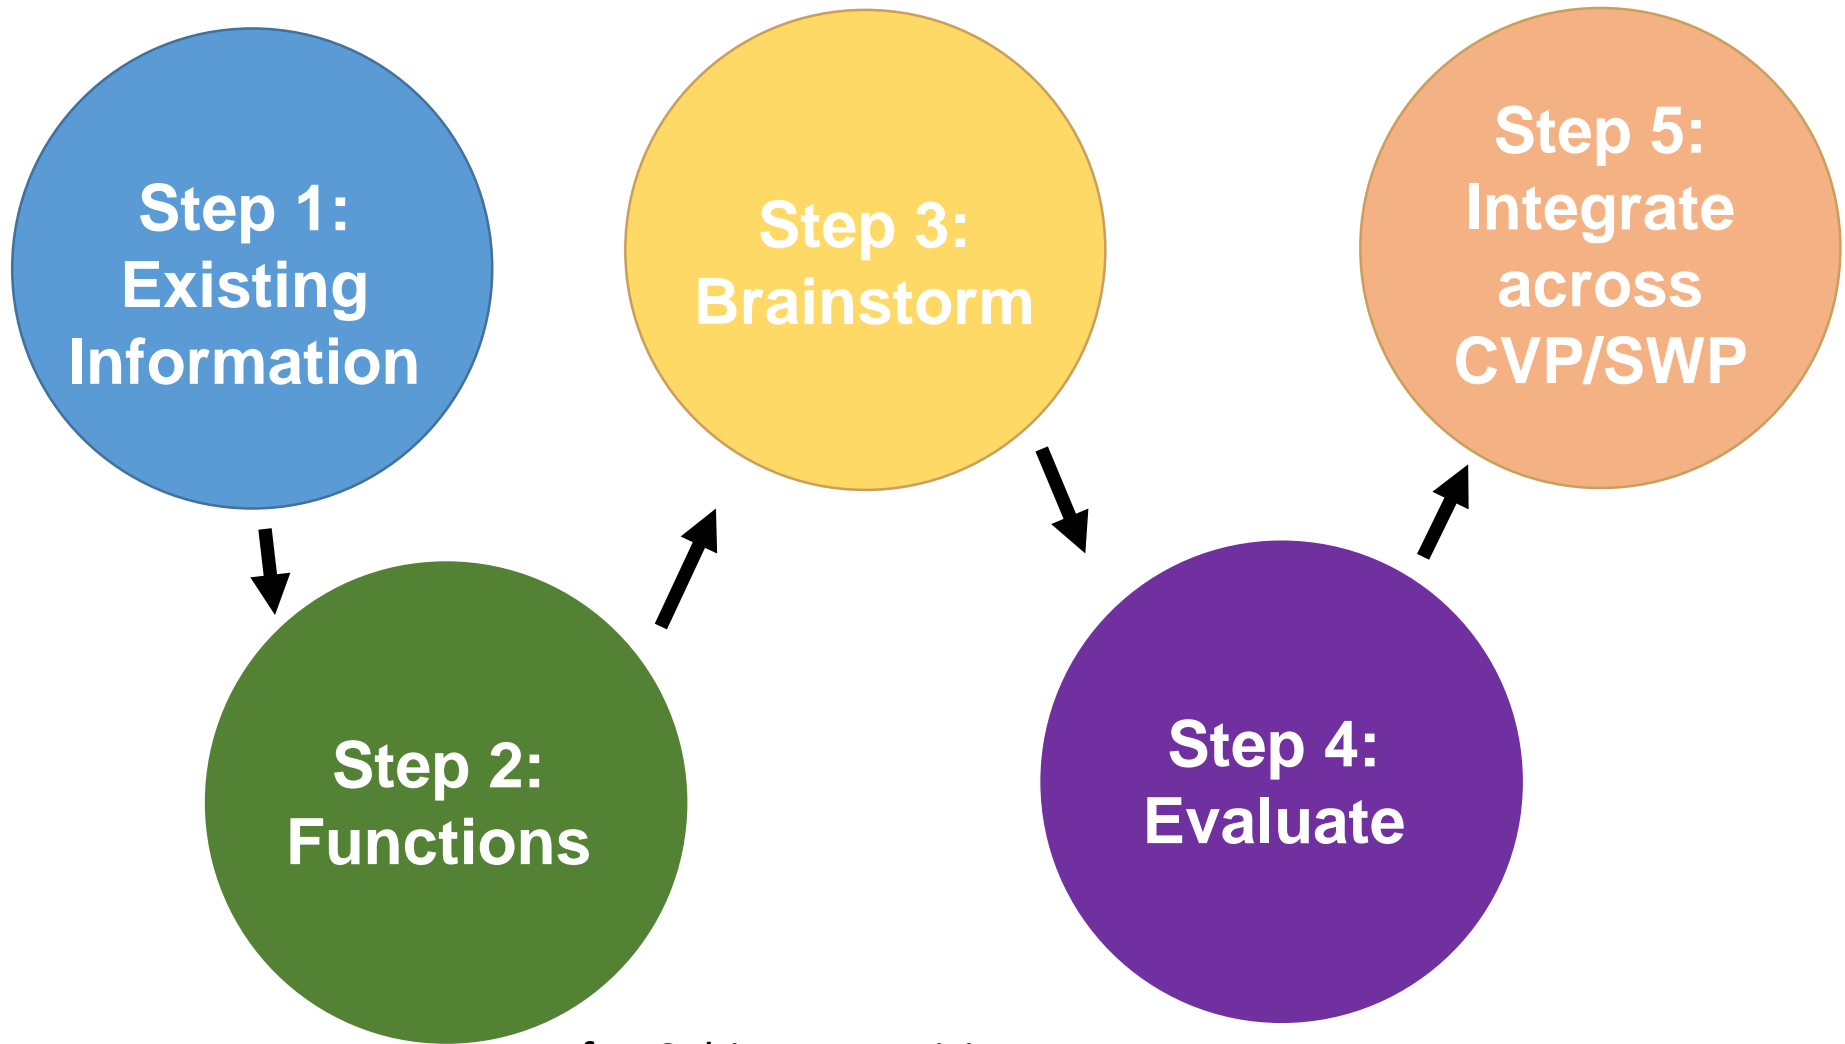 Step 1:
Existing
Information
Step 2:
Functions
Step 3:
Brainstorm
Step 4:
Evaluate
Step 5:
Integrate
across
CVP/SWP